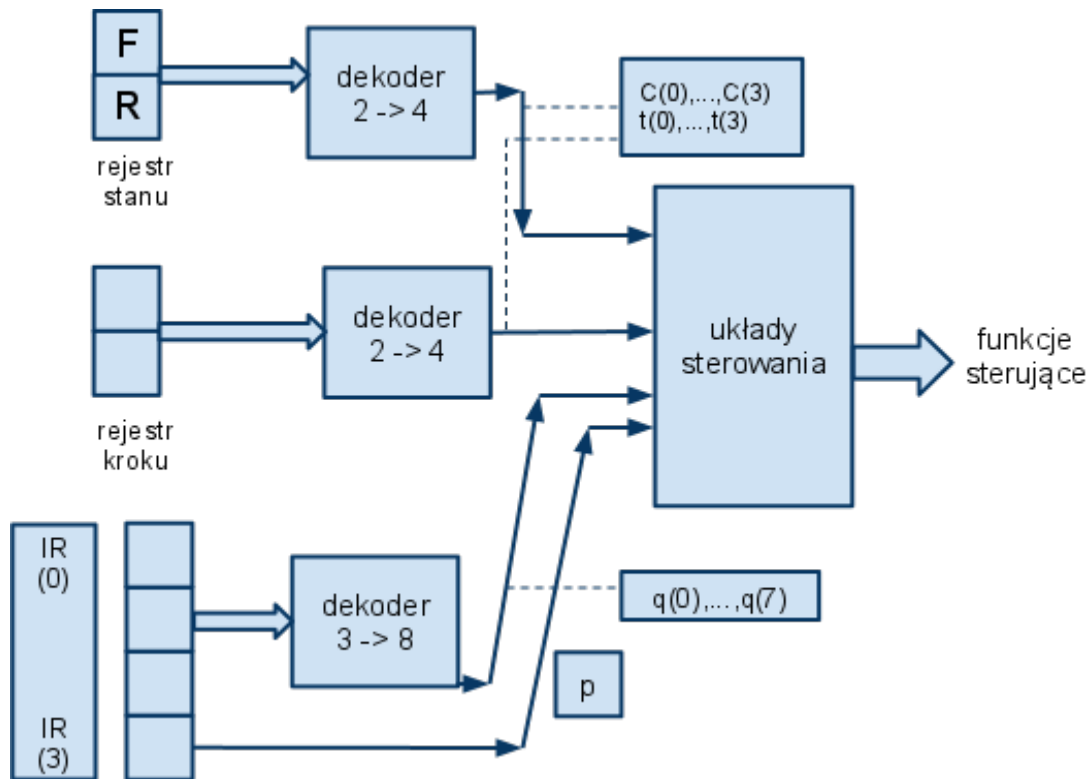 F
R
rejestr
stanu
dekoder
2 -> 4
C(0),...,C(3)
t(0),...,t(3)
rejestr
kroku
dekoder
2 -> 4
układy
sterowania
funkcje
sterujące
IR
(0)
IR
(3)
dekoder
3 -> 8
q(0),...,q(7)
p